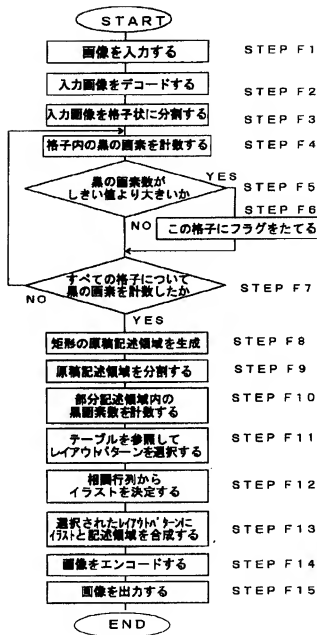 START
画像を入力する STEP F1
入力画像をデコードする STEP F2
入力画像を格子状に分割する STEP F3
格子内の黒の画素を計数する STEP F4
黒の画素数が
しきい値より大きいか STEP F5
YES
STEP F6
NO
この格子にフラグをたてる
すべての格子について
黒の画素を計数したか STEP F7
NO
YES
矩形の原稿記述領域を生成 STEP F8
原稿記述領域を分割する STEP F9
部分記述領域内の
黒画素数を計数する STEP F10
テーブルを参照して
レイアウトパターンを選択する STEP F11
相関行列から
イラストを決定する STEP F12
選択されたレイアウトパターンに
イラストと記述領域を合成する STEP F13
画像をエンコードする STEP F14
画像を出力する STEP F15
END